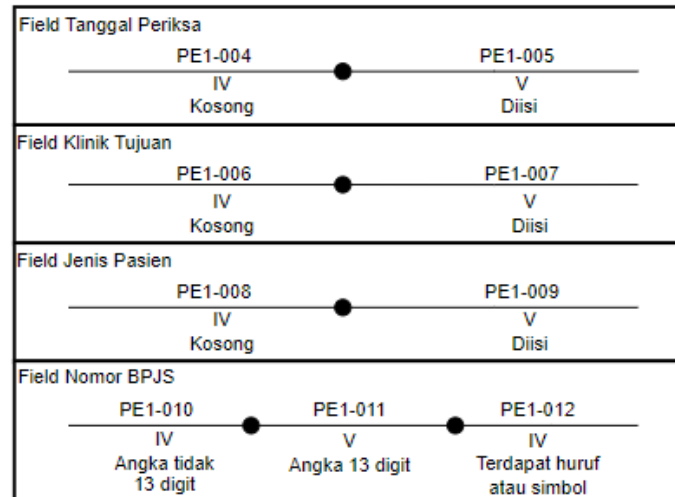 Field Tanggal Periksa
PE1-004 PE1-005
IV V
Kosong Diisi
Field Klinik Tujuan
PE1-006 PE1-007
IV V
Kosong Diisi
Field Jenis Pasien
PE1-008 PE1-009
IV V
Kosong Diisi
Field Nomor BPJS
PE1-010 PE1-011 PE1-012
IV V IV
Angka tidak Angka 13 digit Terdapat huruf
13 digit atau simbol